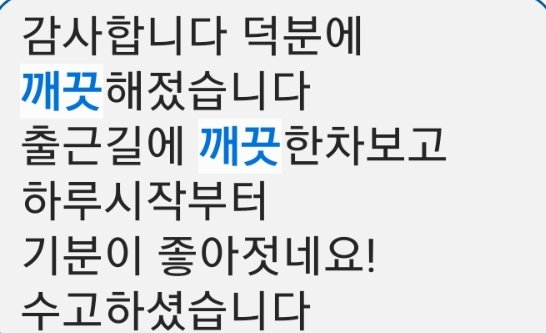 감사합니다 덕분에
깨끗해졌습니다
출근길에 깨끗한차보고
하루시작부터
기분이 좋아젓네요!
수고하셨습니다